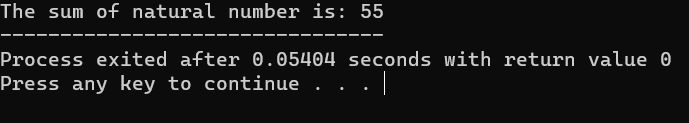 The sum of natural number is: 55
--------------------------------
Process exited after 0.05404 seconds with return value 0
Press any key to continue . . .